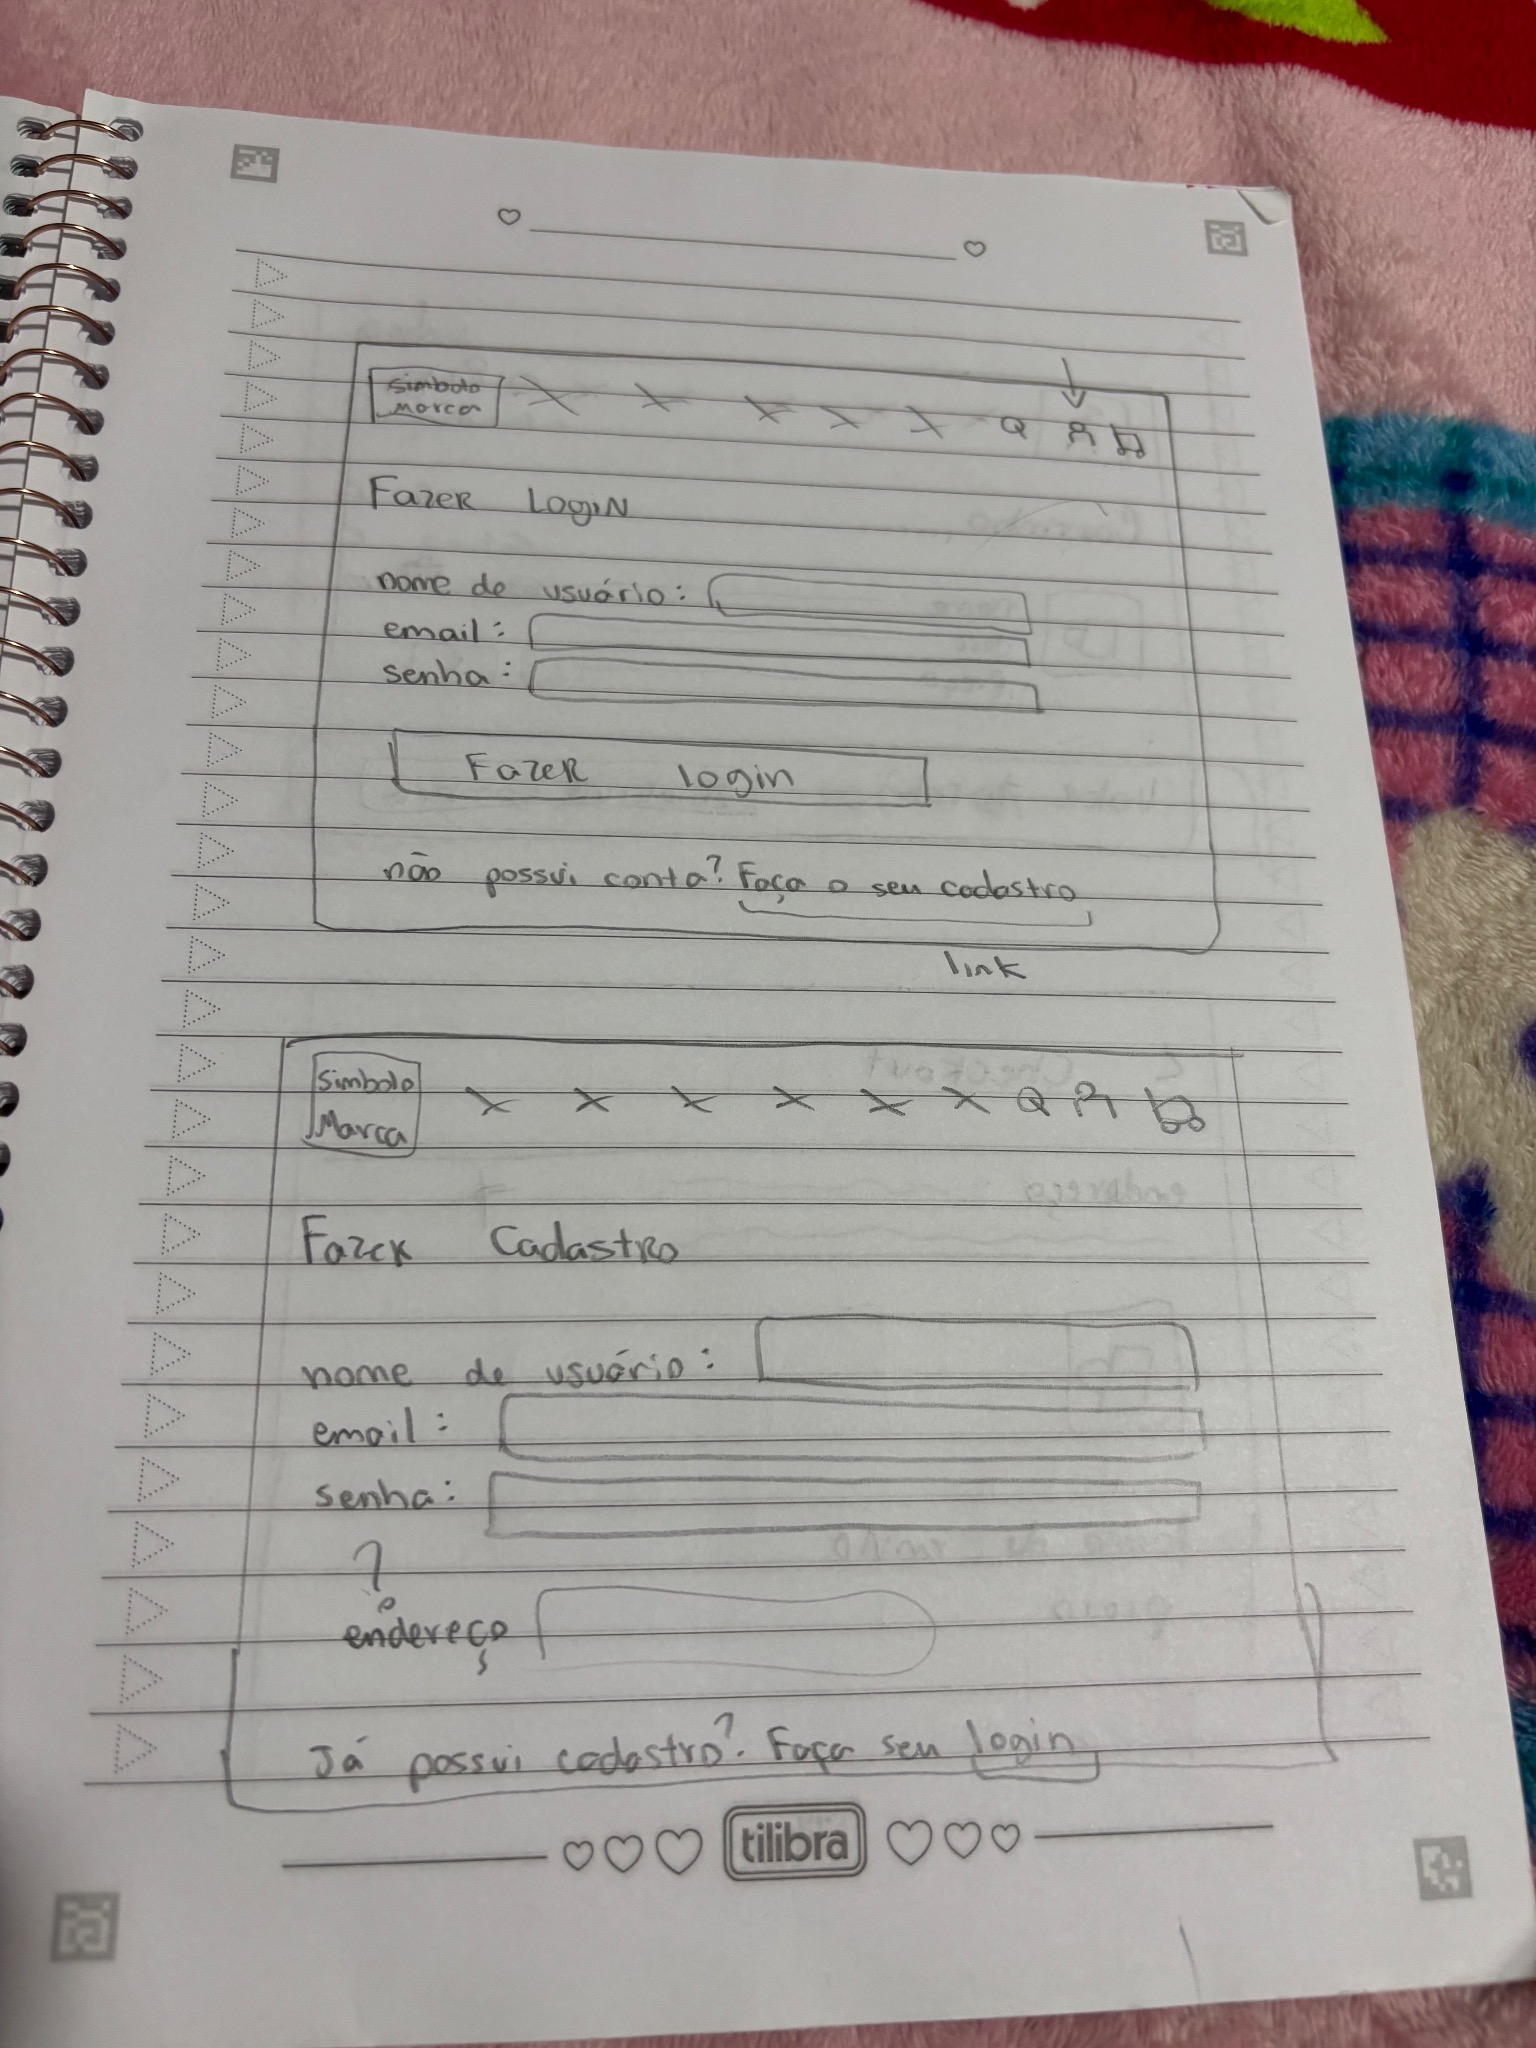 Simbolo
Marca
Fazer Login
nome de usuário:
email:
senha:
Fazer login
não possui conta? Faça o seu cadastro
link
Simbolo
Marca
Fazer Cadastro
nome de usuário:
email:
senha:
?
endereço
Já possui cadastro? Faça seu login
tilibra